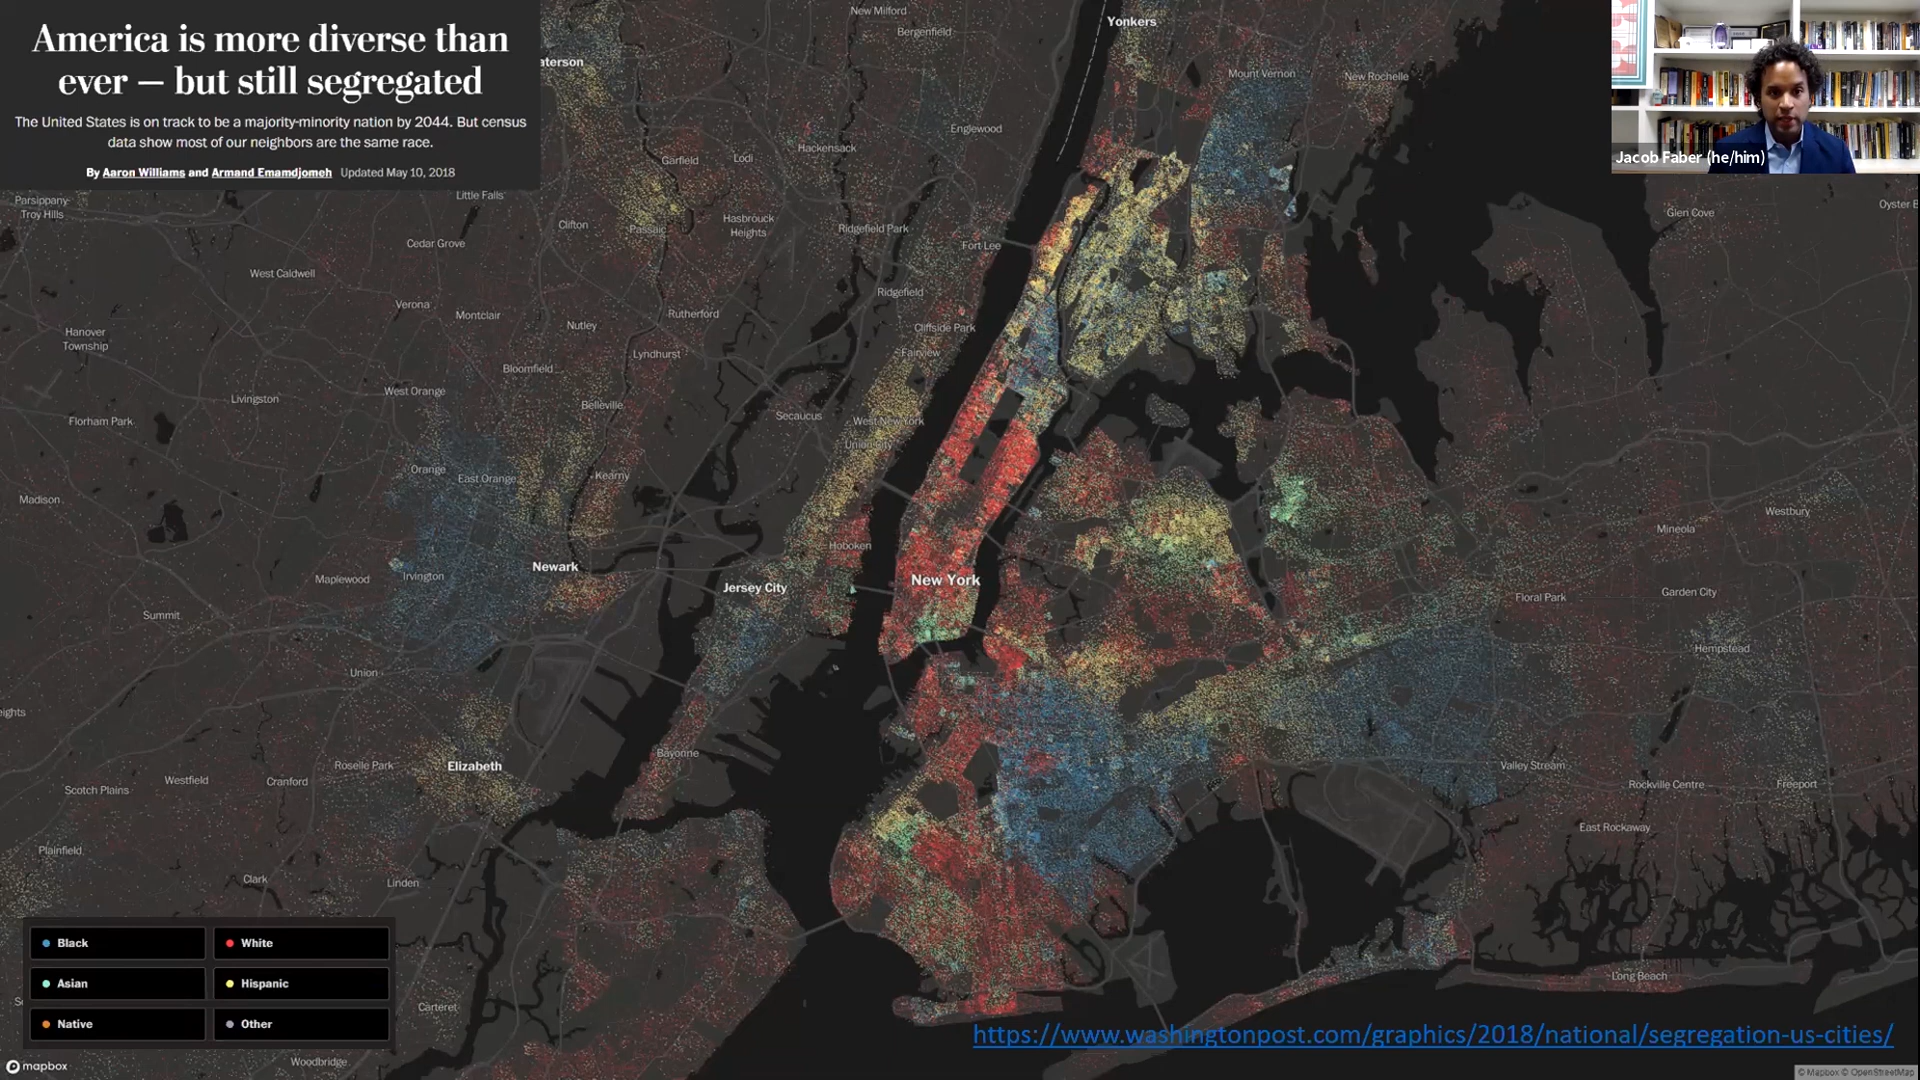 America is more diverse than
ever — but still segregated
The United States is on track to be a majority-minority nation by 2044. But census
data show most of our neighbors are the same race.
By Aaron Williams and Armand Emamdjomeh Updated May 10, 2018
Jacob Faber (he/him)
New Milford
Yonkers
Bergenfield
aterson
Mount Vernon
New Rochelle
Englewood
Hackensack
Lodi
Garfield
Little Falls
Parsippany-
Troy Hills
Oyster B
Glen Cove
Hasbrouck
Heights
Clifton
Passaic
Ridgefield Park
Cedar Grove
Fort Lee
West Caldwell
Ridgefield
Verona
Montclair
Rutherford
Nutley
Cliffside Park
Hanover
Township
Lyndhurst
Fairview
Bloomfield
West Orange
Livingston
Belleville
Secaucus
Florham Park
West New York
Union City
Orange
East Orange
Kearny
Madison
Westbury
Mineola
Hoboken
Newark
Maplewood
Irvington
Jersey City
New York
Floral Park
Garden City
Summit
Hempstead
Union
eights
Bayonne
Roselle Park
Elizabeth
Valley Stream
Westfield
Cranford
Scotch Plains
Rockville Centre
Freeport
East Rockaway
Plainfield
Clark
Linden
Long Beach
Carteret
Woodbridge
Black
White
Asian
Hispanic
Native
Other
https://www.washingtonpost.com/graphics/2018/national/segregation-us-cities/
mapbox
© Mapbox © OpenStreetMap